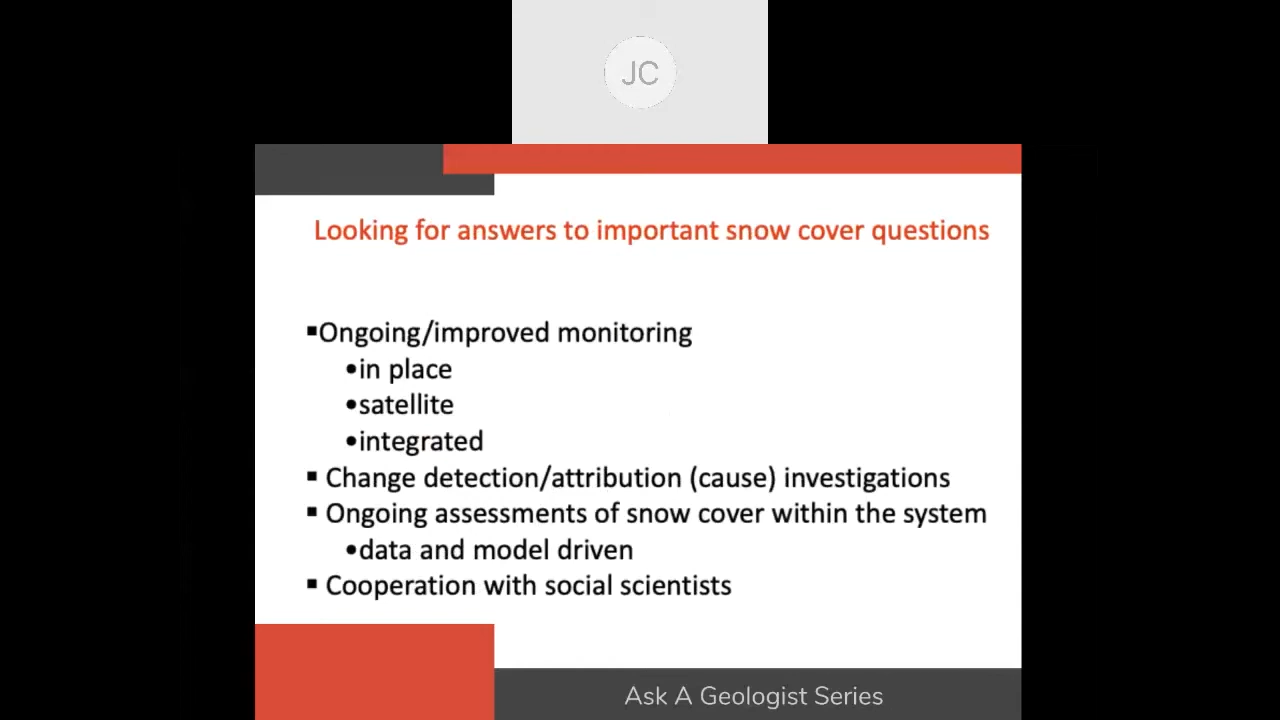 JC
Looking for answers to important snow cover questions
▪Ongoing/improved monitoring
•in place
•satellite
•integrated
▪ Change detection/attribution (cause) investigations
▪ Ongoing assessments of snow cover within the system
•data and model driven
▪ Cooperation with social scientists
Ask A Geologist Series